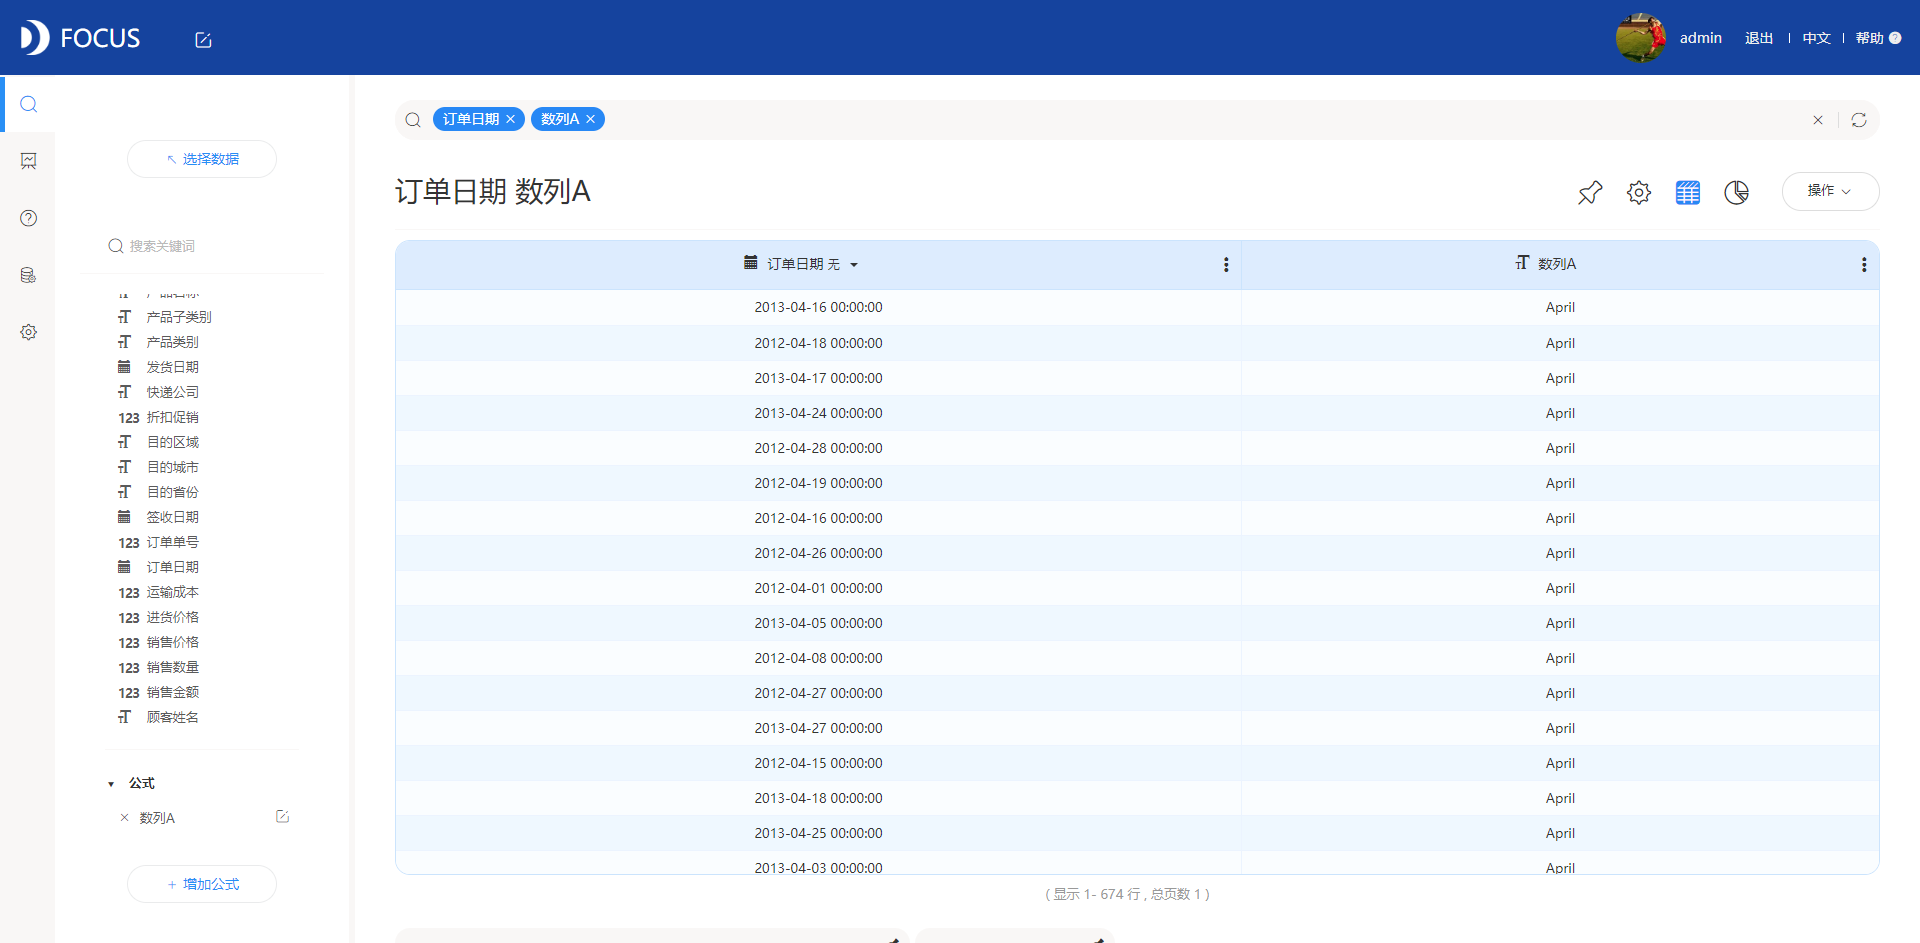 FOCUS
admin 退出 中文 帮助 ?
选择数据
搜索关键词
产品名称
产品子类别
产品类别
发货日期
快递公司
123 折扣促销
目的区域
目的城市
目的省份
签收日期
123 订单单号
订单日期
123 运输成本
123 进货价格
123 销售价格
123 销售数量
123 销售金额
顾客姓名
公式
数列A
+ 增加公式
订单日期 × 数列A ×
订单日期 数列A
操作
订单日期 无 数列A
2013-04-16 00:00:00 April
2012-04-18 00:00:00 April
2013-04-17 00:00:00 April
2013-04-24 00:00:00 April
2012-04-28 00:00:00 April
2012-04-19 00:00:00 April
2012-04-16 00:00:00 April
2012-04-26 00:00:00 April
2012-04-01 00:00:00 April
2013-04-05 00:00:00 April
2012-04-08 00:00:00 April
2012-04-27 00:00:00 April
2013-04-27 00:00:00 April
2012-04-15 00:00:00 April
2013-04-18 00:00:00 April
2013-04-25 00:00:00 April
2013-04-03 00:00:00 April
( 显示 1- 674 行 , 总页数 1 )